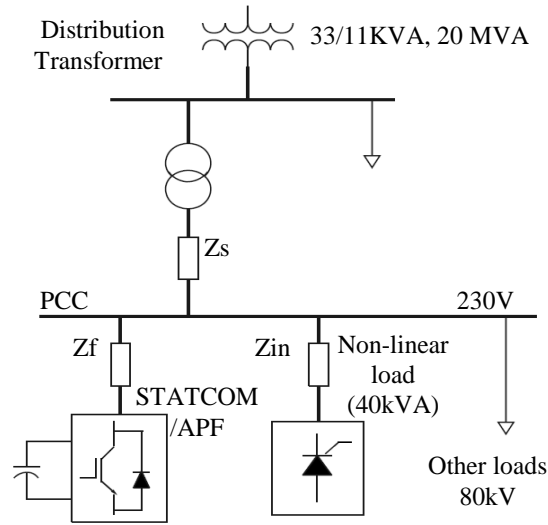 Distribution
Transformer
33/11KVA, 20 MVA
Zs
PCC
230V
Zf
Zin
Non-linear
load
(40kVA)
STATCOM
/APF
Other loads
80kV